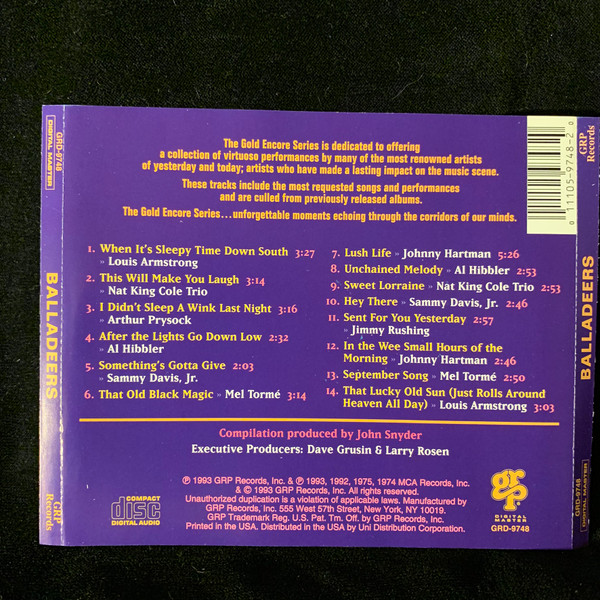 The Gold Encore Series is dedicated to offering
a collection of virtuoso performances by many of the most renowned artists
of yesterday and today; artists who have made a lasting impact on the music scene.
These tracks include the most requested songs and performances
and are culled from previously released albums.
The Gold Encore Series...unforgettable moments echoing through the corridors of our minds.
0 11105-9748-2 0
1. When It's Sleepy Time Down South 3:27
» Louis Armstrong
2. This Will Make You Laugh » 3:14
» Nat King Cole Trio
3. I Didn't Sleep A Wink Last Night » 3:16
» Arthur Prysock
4. After the Lights Go Down Low » 2:32
» Al Hibbler
5. Something's Gotta Give » 2:03
» Sammy Davis, Jr.
6. That Old Black Magic » Mel Tormé » 3:14
7. Lush Life » Johnny Hartman » 5:26
8. Unchained Melody » Al Hibbler » 2:53
9. Sweet Lorraine » Nat King Cole Trio » 2:53
10. Hey There » Sammy Davis, Jr. » 2:46
11. Sent For You Yesterday » 2:57
» Jimmy Rushing
12. In the Wee Small Hours of the
Morning » Johnny Hartman » 2:46
13. September Song » Mel Tormé » 2:50
14. That Lucky Old Sun (Just Rolls Around
Heaven All Day) » Louis Armstrong » 3:03
Compilation produced by John Snyder
Executive Producers: Dave Grusin & Larry Rosen
℗ 1993 GRP Records, Inc. & ℗ 1993, 1992, 1975, 1974 MCA Records, Inc.
& © 1993 GRP Records, Inc. All rights reserved.
Unauthorized duplication is a violation of applicable laws. Manufactured by
GRP Records, Inc. 555 West 57th Street, New York, NY 10019.
GRP Trademark Reg. U.S. Pat. Tm. Off. by GRP Records, Inc.
Printed in the USA. Distributed in the USA by Uni Distribution Corporation.
COMPACT
disc
DIGITAL AUDIO
grp
DIGITAL
MASTER
GRD-9748
DIGITAL MASTER
GRD-9748
BALLADEERS
GRP
Records
GRP
Records
BALLADEERS
GRD-9748
DIGITAL MASTER